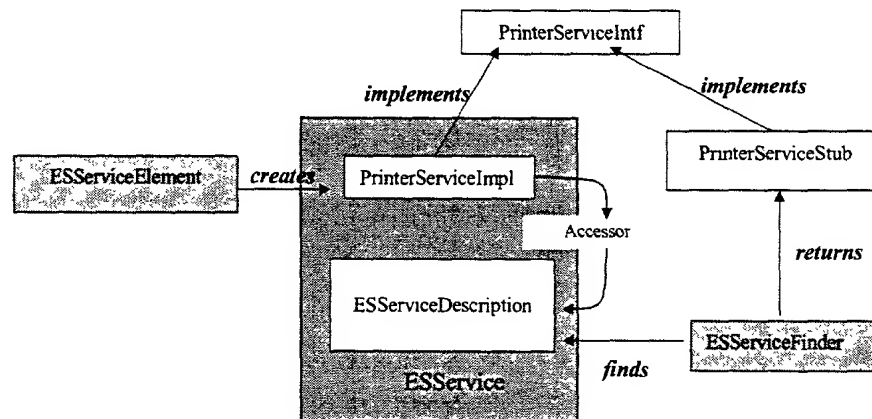 PrinterServiceIntf
implements
implements
PrinterServiceStub
ESServiceElement
creates
PrinterServiceImpl
Accessor
returns
ESServiceDescription
ESServiceFinder
finds
ESService